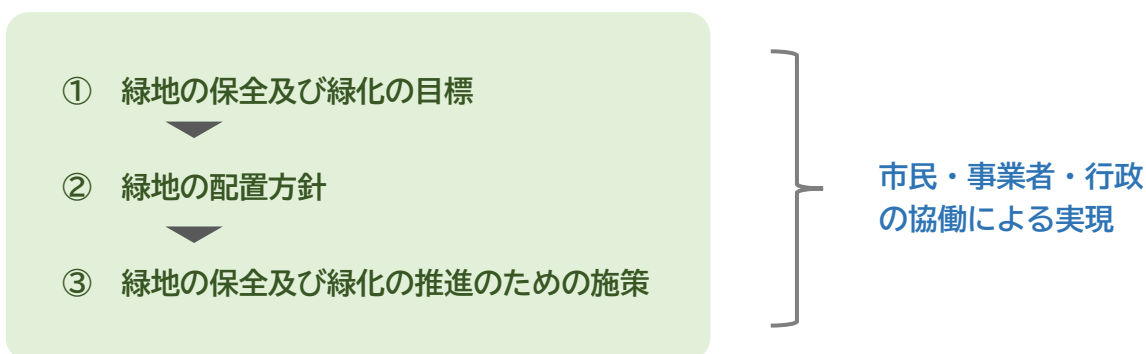 ① 緑地の保全及び緑化の目標
② 緑地の配置方針
③ 緑地の保全及び緑化の推進のための施策
市民・事業者・行政
の協働による実現